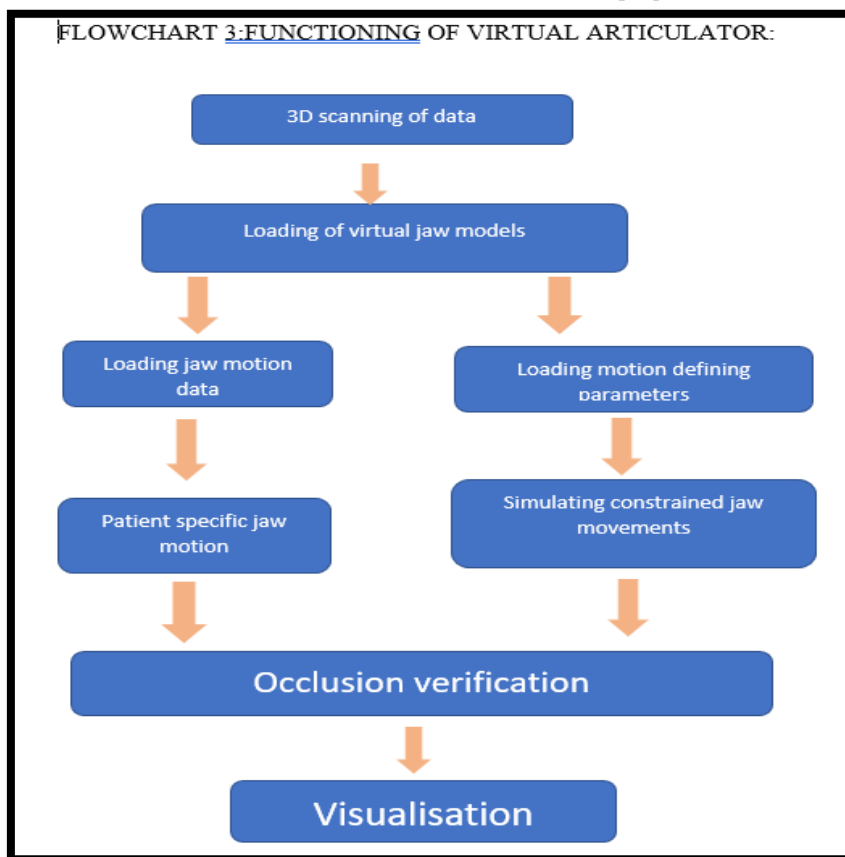 FLOWCHART 3:FUNCTIONING OF VIRTUAL ARTICULATOR:
3D scanning of data
Loading of virtual jaw models
Loading jaw motion
data
Loading motion defining
parameters
Patient specific jaw
motion
Simulating constrained jaw
movements
Occlusion verification
Visualisation